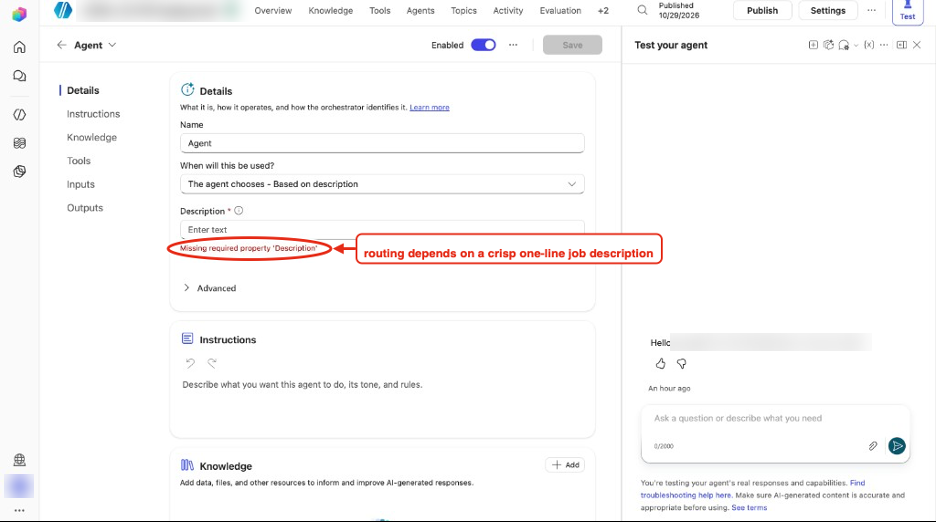 Overview Knowledge Tools Agents Topics Activity Evaluation +2
Published
10/29/2026
Publish
Settings
Test
Agent
Enabled
Save
Test your agent
Details
Instructions
Knowledge
Tools
Inputs
Outputs
Details
What it is, how it operates, and how the orchestrator identifies it. Learn more
Name
Agent
When will this be used?
The agent chooses - Based on description
Description *
Enter text
Missing required property 'Description'
routing depends on a crisp one-line job description
Advanced
Instructions
Describe what you want this agent to do, its tone, and rules.
Knowledge
Add
Add data, files, and other resources to inform and improve AI-generated responses.
Hello
An hour ago
Ask a question or describe what you need
0/2000
You're testing your agent's real responses and capabilities. Find
troubleshooting help here. Make sure AI-generated content is accurate and
appropriate before using. See terms